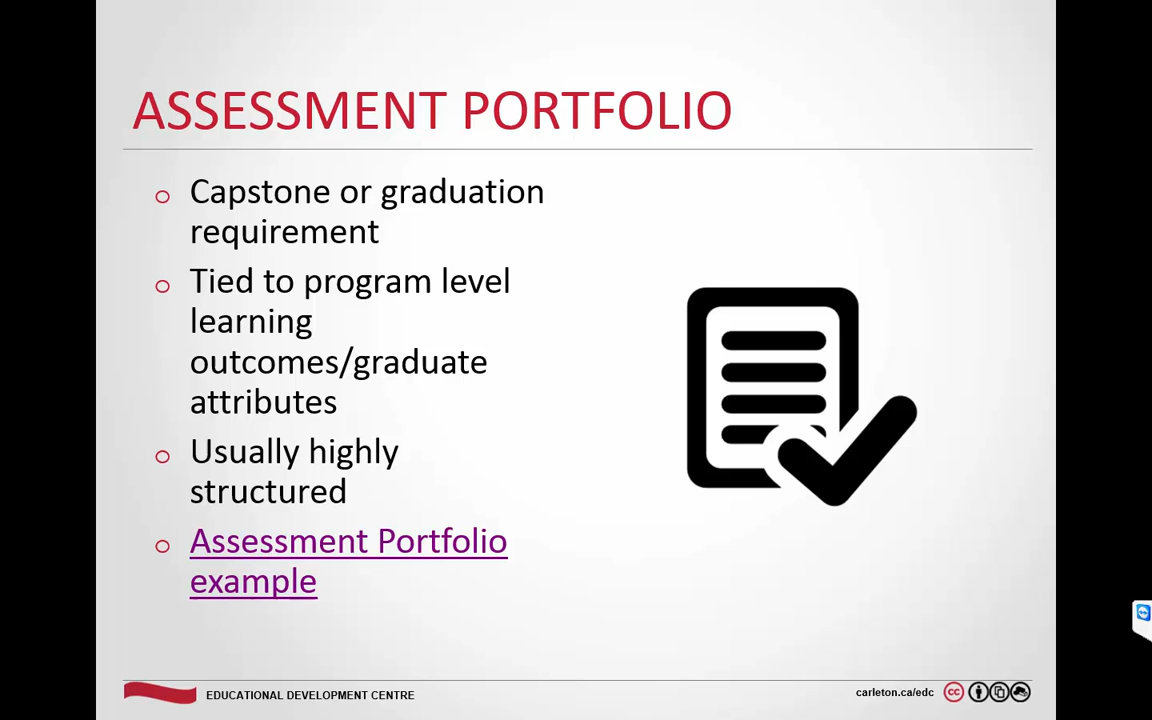 ASSESSMENT PORTFOLIO
Capstone or graduation
requirement
Tied to program level
learning
outcomes/graduate
attributes
Usually highly
structured
Assessment Portfolio
example
EDUCATIONAL DEVELOPMENT CENTRE
carleton.ca/edc
cc